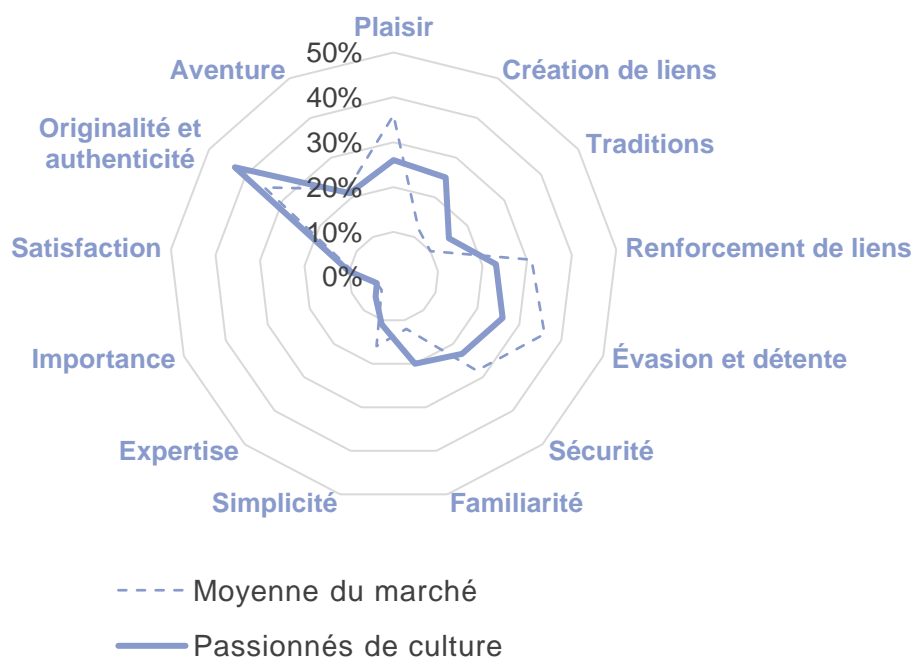 Plaisir
50%
Création de liens
Aventure
40%
Originalité et
authenticité
30%
Traditions
20%
10%
Satisfaction
Renforcement de liens
0%
Importance
Évasion et détente
Expertise
Sécurité
Simplicité
Familiarité
Moyenne du marché
Passionnés de culture